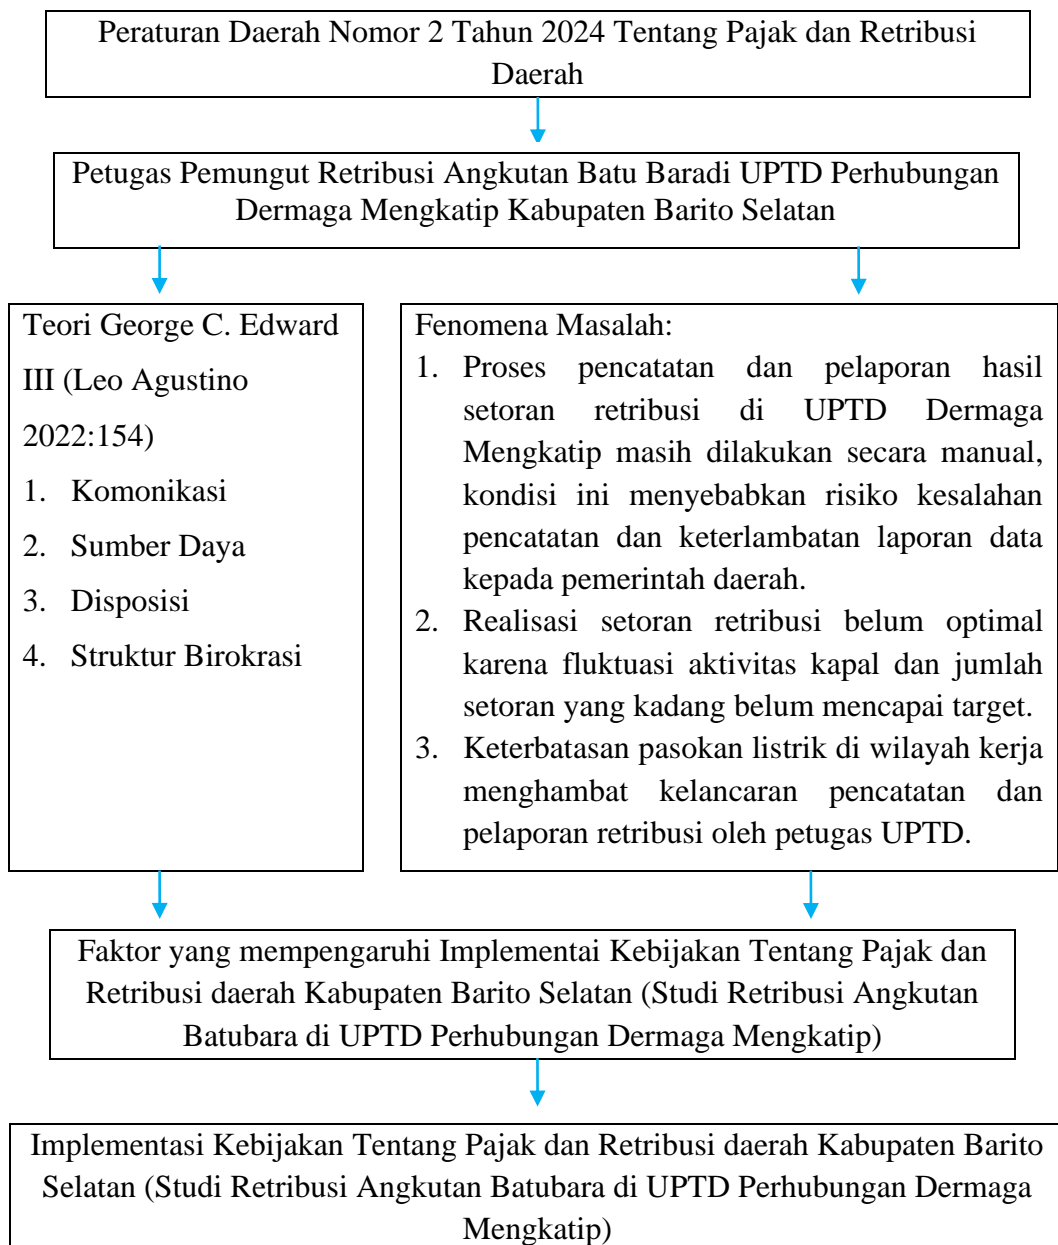 Peraturan Daerah Nomor 2 Tahun 2024 Tentang Pajak dan Retribusi
Daerah
Petugas Pemungut Retribusi Angkutan Batu Baradi UPTD Perhubungan
Dermaga Mengkatip Kabupaten Barito Selatan
Teori George C. Edward
III (Leo Agustino
2022:154)
1. Komonikasi
2. Sumber Daya
3. Disposisi
4. Struktur Birokrasi
Fenomena Masalah:
1. Proses pencatatan dan pelaporan hasil
setoran retribusi di UPTD Dermaga
Mengkatip masih dilakukan secara manual,
kondisi ini menyebabkan risiko kesalahan
pencatatan dan keterlambatan laporan data
kepada pemerintah daerah.
2. Realisasi setoran retribusi belum optimal
karena fluktuasi aktivitas kapal dan jumlah
setoran yang kadang belum mencapai target.
3. Keterbatasan pasokan listrik di wilayah kerja
menghambat kelancaran pencatatan dan
pelaporan retribusi oleh petugas UPTD.
Faktor yang mempengaruhi Implementai Kebijakan Tentang Pajak dan
Retribusi daerah Kabupaten Barito Selatan (Studi Retribusi Angkutan
Batubara di UPTD Perhubungan Dermaga Mengkatip)
Implementasi Kebijakan Tentang Pajak dan Retribusi daerah Kabupaten Barito
Selatan (Studi Retribusi Angkutan Batubara di UPTD Perhubungan Dermaga
Mengkatip)